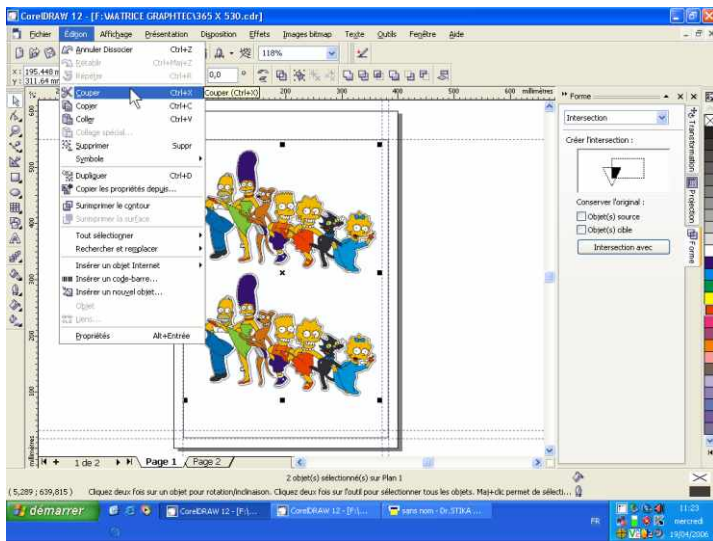 CorelDRAW 12 - [F:\MATRICE GRAPHTEC\365 X 530.cdr]
Fichier Édition Affichage Présentation Disposition Effets Images bitmap Texte Outils Fenêtre Aide
118%
x: 195.448 m
y: 311.64 mm
0,0 °
Annuler Dissocier Ctrl+Z
Rétablir Ctrl+Maj+Z
Répéter Ctrl+R
Couper Ctrl+X
Couper (Ctrl+X)
Copier Ctrl+C
Coller Ctrl+V
Collage spécial...
Supprimer Suppr
Symbole
Dupliquer Ctrl+D
Copier les propriétés depuis...
Surimprimer le contour
Surimprimer la surface
Tout sélectionner
Rechercher et remplacer
Insérer un objet Internet
Insérer un code-barre...
Insérer un nouvel objet...
Objet
Liens...
Propriétés Alt+Entrée
200 300 400 500 600 millimètres
millimètres
Forme
Intersection
Créer l'intersection :
Conserver l'original :
Objet(s) source
Objet(s) cible
Intersection avec
Transformation
Projection
Forme
1 de 2 Page 1 Page 2
2 objet(s) sélectionné(s) sur Plan 1
(5,289 ; 639,815) Cliquez deux fois sur un objet pour rotation/inclinaison. Cliquez deux fois sur l'outil pour sélectionner tous les objets. Maj+clic permet de sélecti...
démarrer CorelDRAW 12 - [F:\... CorelDRAW 12 - [F:\... sans nom - Dr.STIKA ... FR
11:23
mercredi
19/04/2006